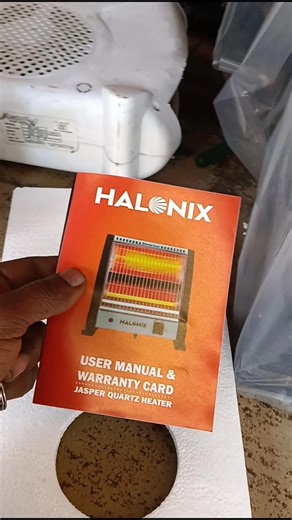 HALONIX
HALONIX
USER MANUAL &
WARRANTY CARD
JASPER QUARTZ HEATER